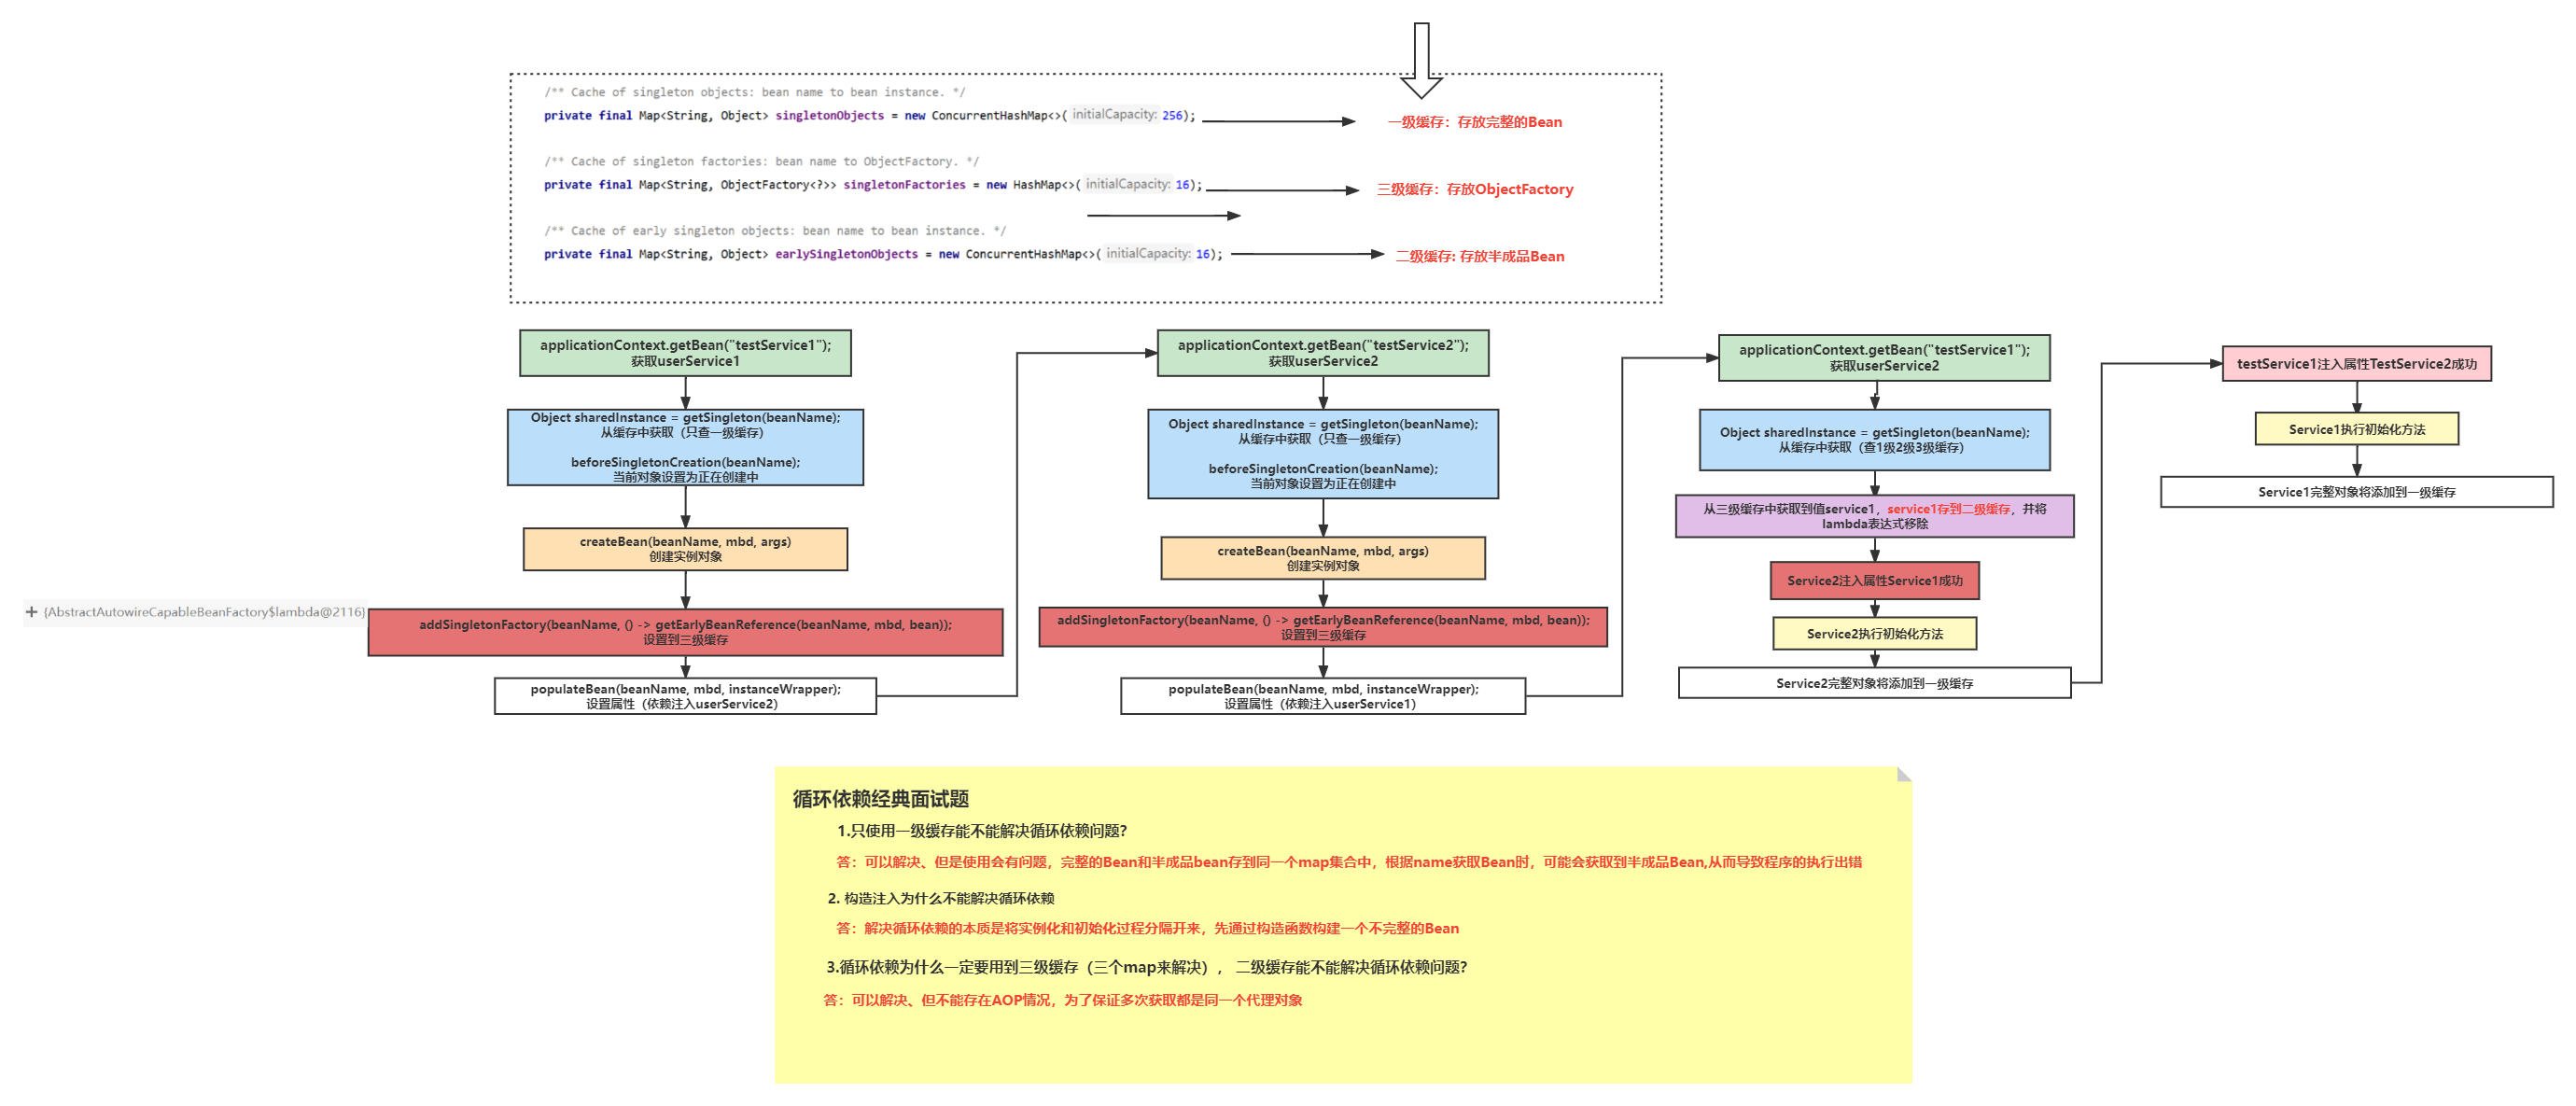 /** Cache of singleton objects: bean name to bean instance. */
private final Map<String, Object> singletonObjects = new ConcurrentHashMap<>( initialCapacity: 256);
一级缓存：存放完整的Bean
/** Cache of singleton factories: bean name to ObjectFactory. */
private final Map<String, ObjectFactory<?>> singletonFactories = new HashMap<>( initialCapacity: 16);
三级缓存：存放ObjectFactory
/** Cache of early singleton objects: bean name to bean instance. */
private final Map<String, Object> earlySingletonObjects = new ConcurrentHashMap<>( initialCapacity: 16);
二级缓存: 存放半成品Bean
applicationContext.getBean("testService1");
获取userService1
Object sharedInstance = getSingleton(beanName);
从缓存中获取（只查一级缓存）
beforeSingletonCreation(beanName);
当前对象设置为正在创建中
createBean(beanName, mbd, args)
创建实例对象
{AbstractAutowireCapableBeanFactory$lambda@2116}
addSingletonFactory(beanName, () -> getEarlyBeanReference(beanName, mbd, bean));
设置到三级缓存
populateBean(beanName, mbd, instanceWrapper);
设置属性（依赖注入userService2）
applicationContext.getBean("testService2");
获取userService2
Object sharedInstance = getSingleton(beanName);
从缓存中获取（只查一级缓存）
beforeSingletonCreation(beanName);
当前对象设置为正在创建中
createBean(beanName, mbd, args)
创建实例对象
addSingletonFactory(beanName, () -> getEarlyBeanReference(beanName, mbd, bean));
设置到三级缓存
populateBean(beanName, mbd, instanceWrapper);
设置属性（依赖注入userService1）
applicationContext.getBean("testService1");
获取userService2
Object sharedInstance = getSingleton(beanName);
从缓存中获取（查1级2级3级缓存）
从三级缓存中获取到值service1，service1存到二级缓存，并将
lambda表达式移除
Service2注入属性Service1成功
Service2执行初始化方法
Service2完整对象将添加到一级缓存
testService1注入属性TestService2成功
Service1执行初始化方法
Service1完整对象将添加到一级缓存
循环依赖经典面试题
1.只使用一级缓存能不能解决循环依赖问题?
答：可以解决、但是使用会有问题，完整的Bean和半成品bean存到同一个map集合中，根据name获取Bean时，可能会获取到半成品Bean,从而导致程序的执行出错
2. 构造注入为什么不能解决循环依赖
答：解决循环依赖的本质是将实例化和初始化过程分隔开来，先通过构造函数构建一个不完整的Bean
3.循环依赖为什么一定要用到三级缓存（三个map来解决），二级缓存能不能解决循环依赖问题?
答：可以解决、但不能存在AOP情况，为了保证多次获取都是同一个代理对象